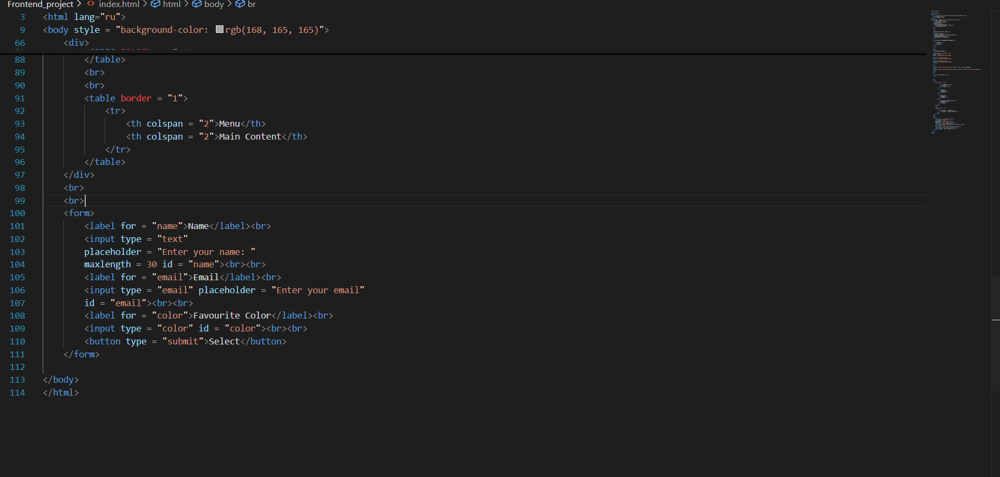 Frontend_project > index.html > html > body > br
3 <html lang="ru">
9 <body style = "background-color: rgb(168, 165, 165)">
66 <div>
88 </table>
89 <br>
90 <br>
91 <table border = "1">
92 <tr>
93 <th colspan = "2">Menu</th>
94 <th colspan = "2">Main Content</th>
95 </tr>
96 </table>
97 </div>
98 <br>
99 <br>
100 <form>
101 <label for = "name">Name</label><br>
102 <input type = "text"
103 placeholder = "Enter your name: "
104 maxlength = 30 id = "name"><br><br>
105 <label for = "email">Email</label><br>
106 <input type = "email" placeholder = "Enter your email"
107 id = "email"><br><br>
108 <label for = "color">Favourite Color</label><br>
109 <input type = "color" id = "color"><br><br>
110 <button type = "submit">Select</button>
111 </form>
112
113 </body>
114 </html>